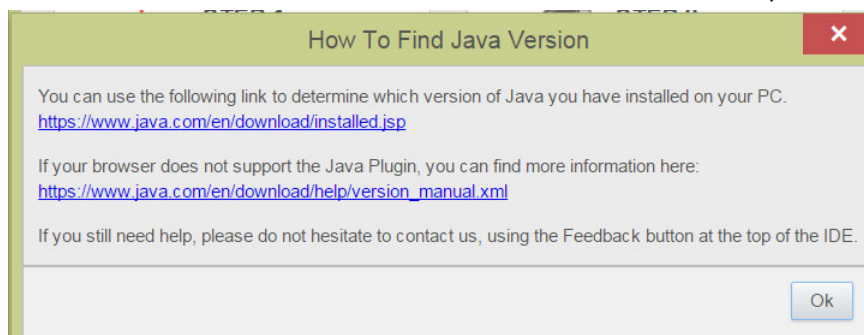 How To Find Java Version
You can use the following link to determine which version of Java you have installed on your PC.
https://www.java.com/en/download/installed.jsp
If your browser does not support the Java Plugin, you can find more information here:
https://www.java.com/en/download/help/version_manual.xml
If you still need help, please do not hesitate to contact us, using the Feedback button at the top of the IDE.
Ok